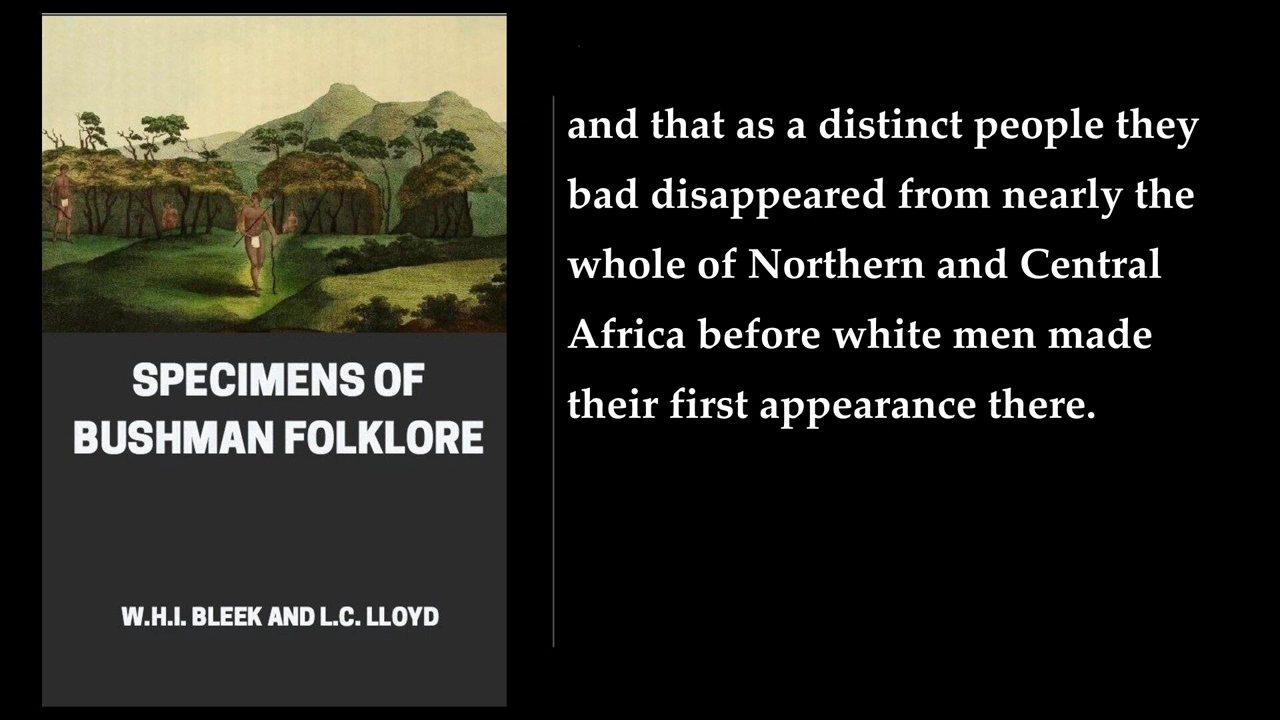 SPECIMENS OF
BUSHMAN FOLKLORE
W.H.I. BLEEK AND L.C. LLOYD
and that as a distinct people they
bad disappeared from nearly the
whole of Northern and Central
Africa before white men made
their first appearance there.